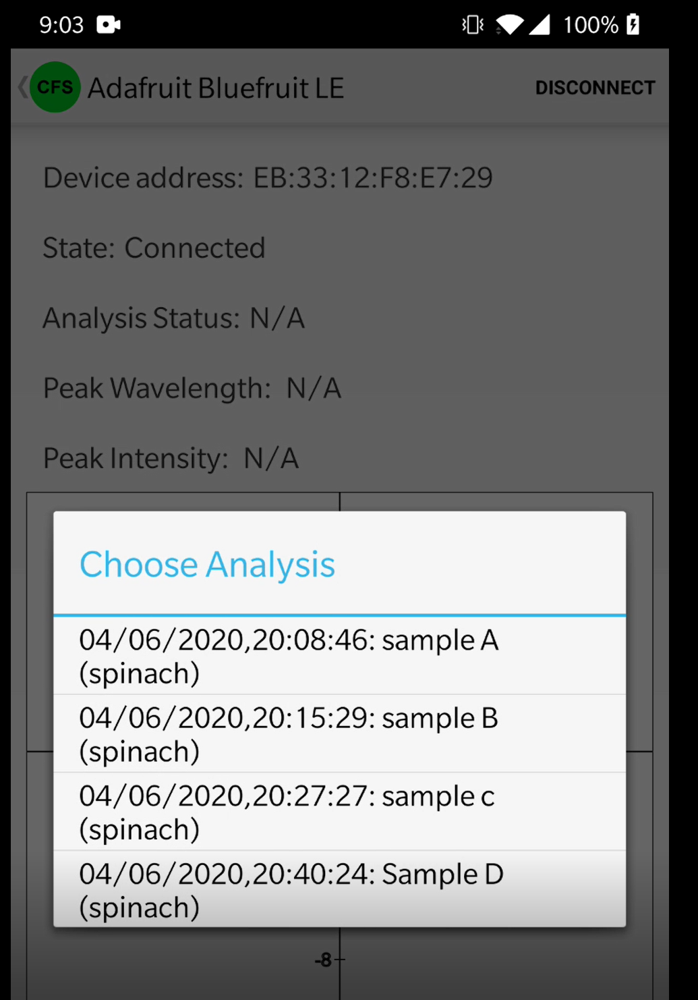 9:03 100%
CFS Adafruit Bluefruit LE DISCONNECT
Device address: EB:33:12:F8:E7:29
State: Connected
Analysis Status: N/A
Peak Wavelength: N/A
Peak Intensity: N/A
Choose Analysis
04/06/2020,20:08:46: sample A
(spinach)
04/06/2020,20:15:29: sample B
(spinach)
04/06/2020,20:27:27: sample c
(spinach)
04/06/2020,20:40:24: Sample D
(spinach)
-8